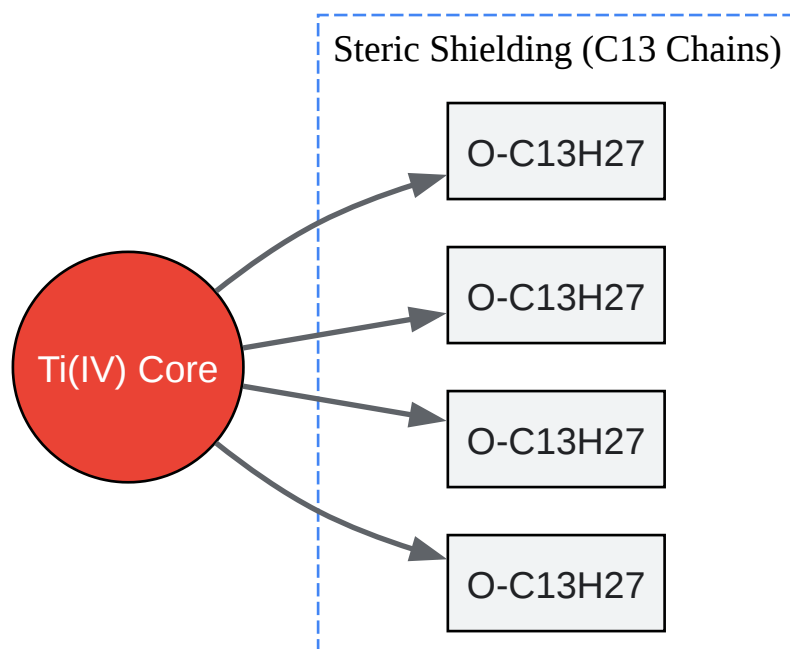 Steric Shielding (C13 Chains)
O-C13H27
O-C13H27
Ti(IV) Core
O-C13H27
O-C13H27